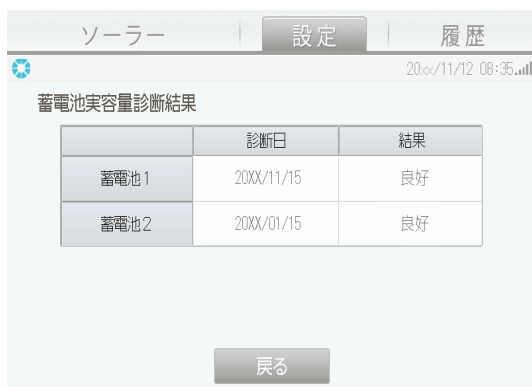 ソーラー 設定 履歴
20xx/11/12 08:35
蓄電池実容量診断結果
診断日 結果
蓄電池1 20XX/11/15 良好
蓄電池2 20XX/01/15 良好
戻る